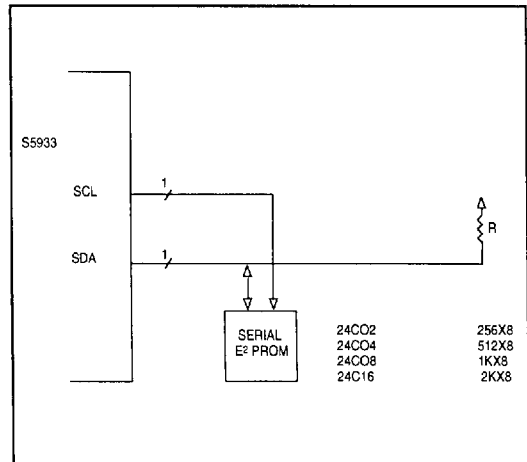 S5933
1
SCL
R
1
SDA
SERIAL
E² PROM
24CO2 256X8
24CO4 512X8
24CO8 1KX8
24C16 2KX8